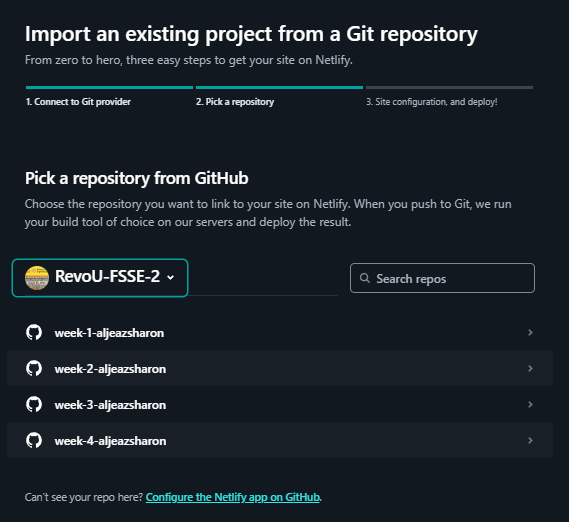 Import an existing project from a Git repository
From zero to hero, three easy steps to get your site on Netlify.
1. Connect to Git provider
2. Pick a repository
3. Site configuration, and deploy!
Pick a repository from GitHub
Choose the repository you want to link to your site on Netlify. When you push to Git, we run
your build tool of choice on our servers and deploy the result.
RevoU-FSSE-2
Search repos
week-1-aljeazsharon
week-2-aljeazsharon
week-3-aljeazsharon
week-4-aljeazsharon
Can't see your repo here? Configure the Netlify app on GitHub.